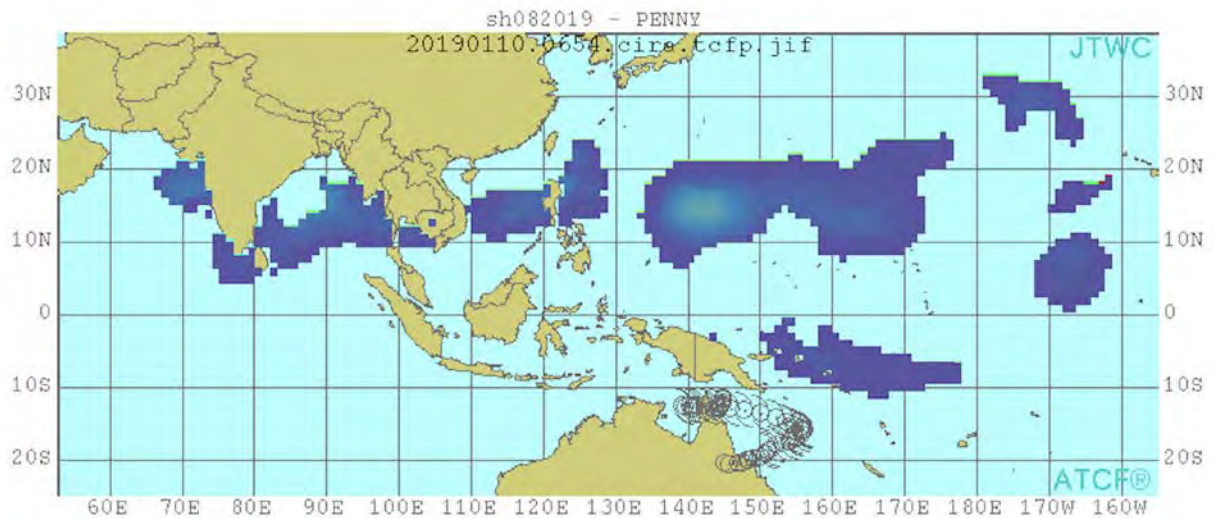 sh082019 - PENNY
20190110.0654.cira.tcfp.jif
JTWC
30N 30N
20N 20N
10N 10N
0 0
10S 10S
20S 20S
ATCF®
60E 70E 80E 90E 100E 110E 120E 130E 140E 150E 160E 170E 180E 170W 160W